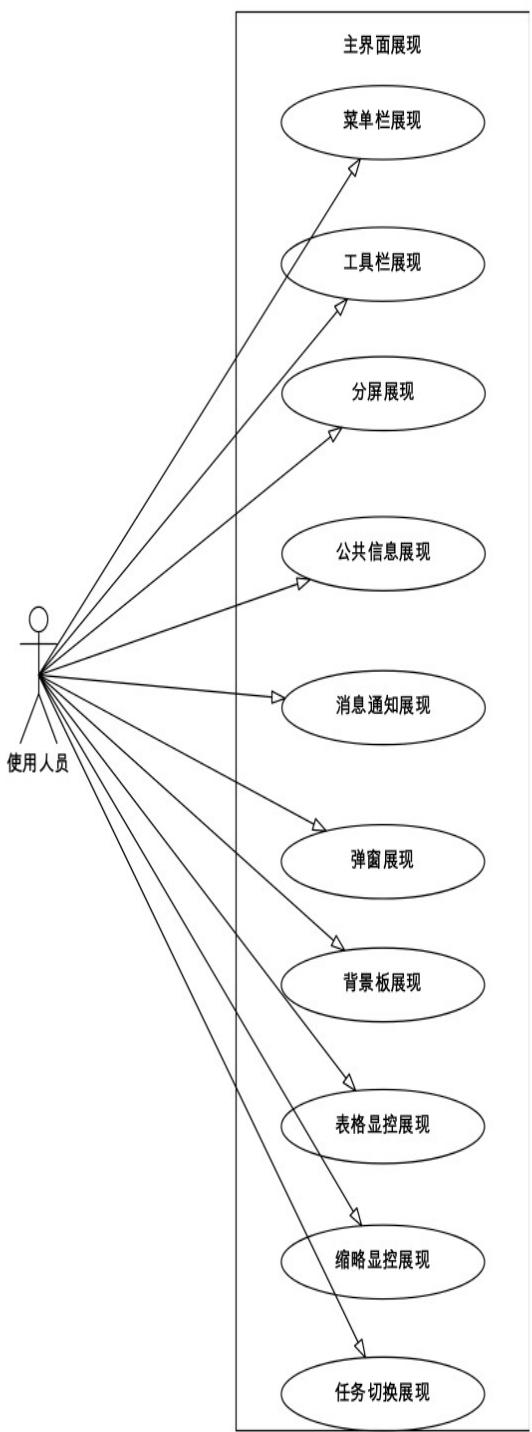 主界面展现
菜单栏展现
工具栏展现
分屏展现
公共信息展现
消息通知展现
使用人员
弹窗展现
背景板展现
表格显控展现
缩略显控展现
任务切换展现